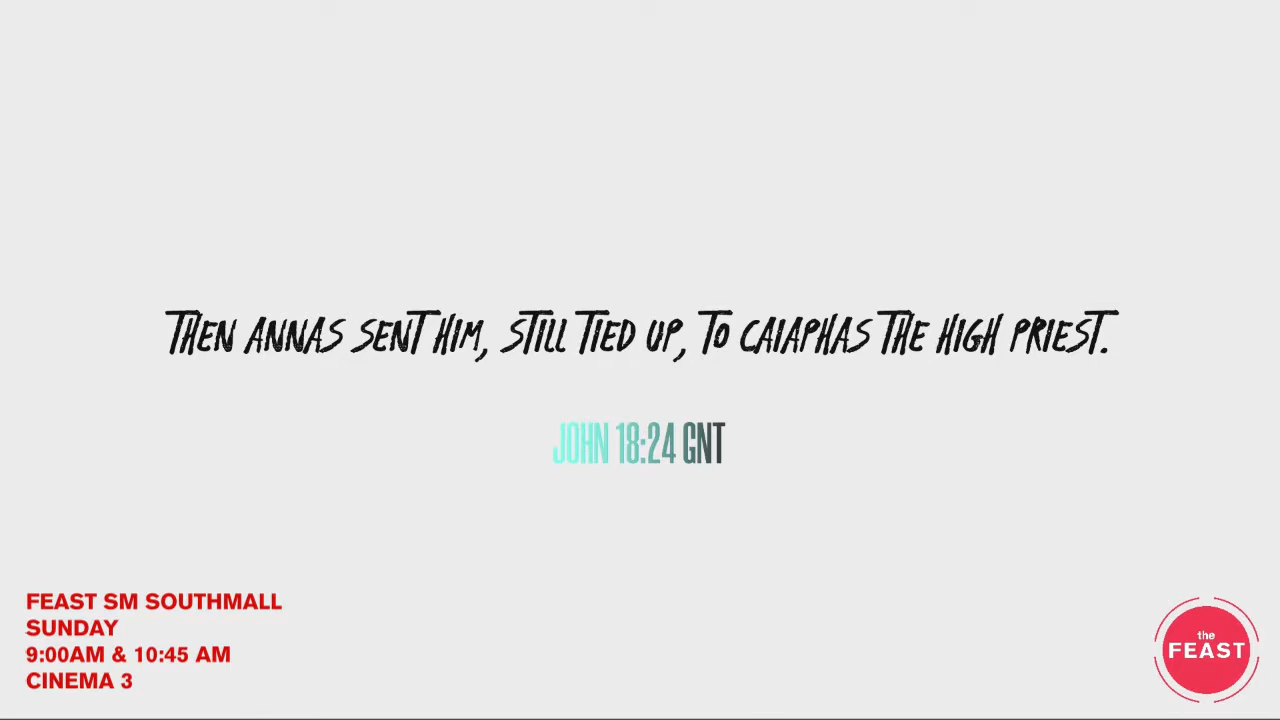 THEN ANNAS SENT HIM, STILL TIED UP, TO CAIAPHAS THE HIGH PRIEST.
JOHN 18:24 GNT
FEAST SM SOUTHMALL
SUNDAY
9:00AM & 10:45 AM
CINEMA 3
the
FEAST